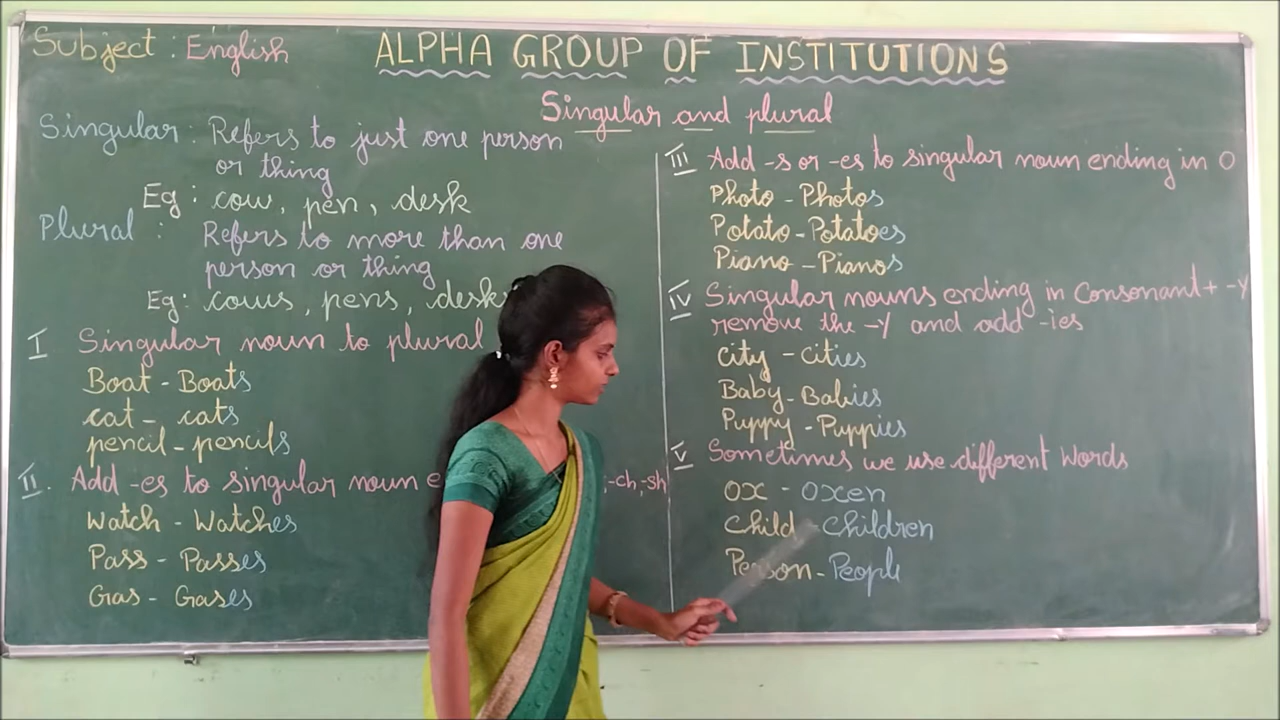 Subject : English
ALPHA GROUP OF INSTITUTIONS
Singular and plural
Singular : Refers to just one person
or thing
Eg : cow, pen, desk
Plural : Refers to more than one
person or thing
Eg : cows, pens, desks
I Singular noun to plural
Boat - Boats
cat - cats
pencil - pencils
II. Add -es to singular noun -ch, -sh
Watch - Watches
Pass - Passes
Gas - Gases
III Add -s or -es to singular noun ending in O
Photo - Photos
Potato - Potatoes
Piano - Pianos
IV Singular nouns ending in Consonant + -y
remove the -y and add -ies
City - Cities
Baby - Babies
Puppy - Puppies
V Sometimes we use different words
Ox - Oxen
Child - Children
Person - People